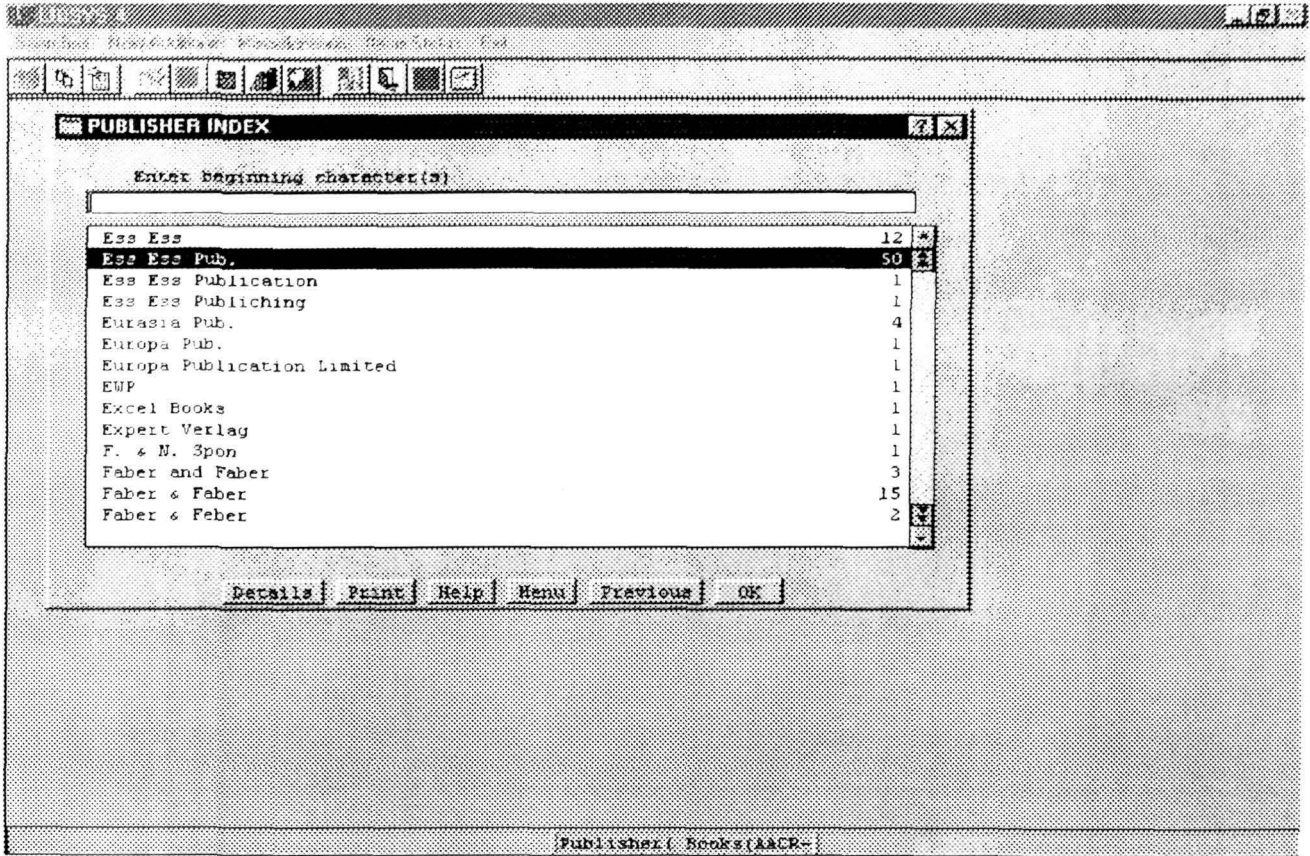 LIBSYS 4
PUBLISHER INDEX
Enter beginning character(s)
Ess Ess 12
Ess Ess Pub. 50
Ess Ess Publication 1
Ess Ess Publiching 1
Eurasia Pub. 4
Europa Pub. 1
Europa Publication Limited 1
EWP 1
Excel Books 1
Expert Verlag 1
F. & N. Spon 1
Faber and Faber 3
Faber & Faber 15
Faber & Feber 2
Details Print Help Menu Previous OK
Publisher( Books(AACR-